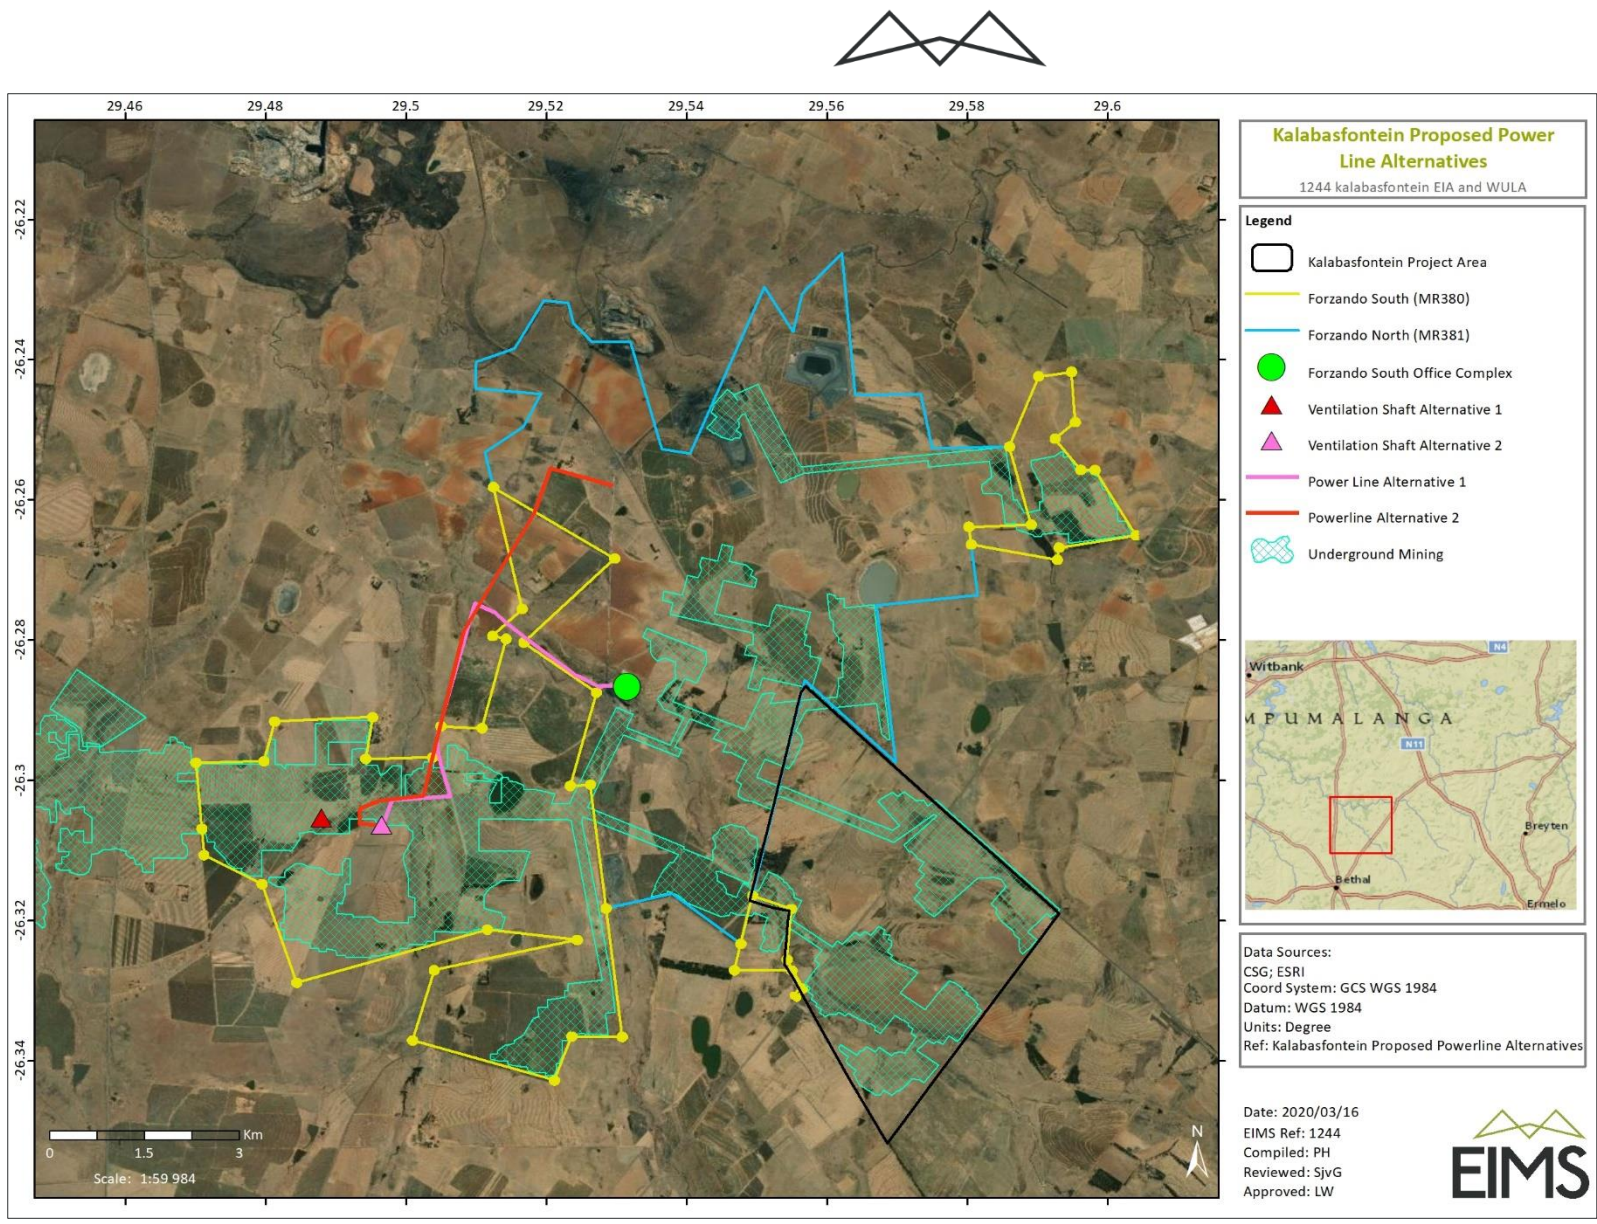 29.46 29.48 29.5 29.52 29.54 29.56 29.58 29.6
-26.22
-26.24
-26.26
-26.28
-26.3
-26.32
-26.34
Km
0 1.5 3
Scale: 1:59 984
N
Kalabasfontein Proposed Power
Line Alternatives
1244 kalabasfontein EIA and WULA
Legend
Kalabasfontein Project Area
Forzando South (MR380)
Forzando North (MR381)
Forzando South Office Complex
Ventilation Shaft Alternative 1
Ventilation Shaft Alternative 2
Power Line Alternative 1
Powerline Alternative 2
Underground Mining
N4
Witbank
MPUMALANGA
N11
Breyten
Bethal
Ermelo
Data Sources:
CSG; ESRI
Coord System: GCS WGS 1984
Datum: WGS 1984
Units: Degree
Ref: Kalabasfontein Proposed Powerline Alternatives
Date: 2020/03/16
EIMS Ref: 1244
Compiled: PH
Reviewed: SjvG
Approved: LW
EIMS